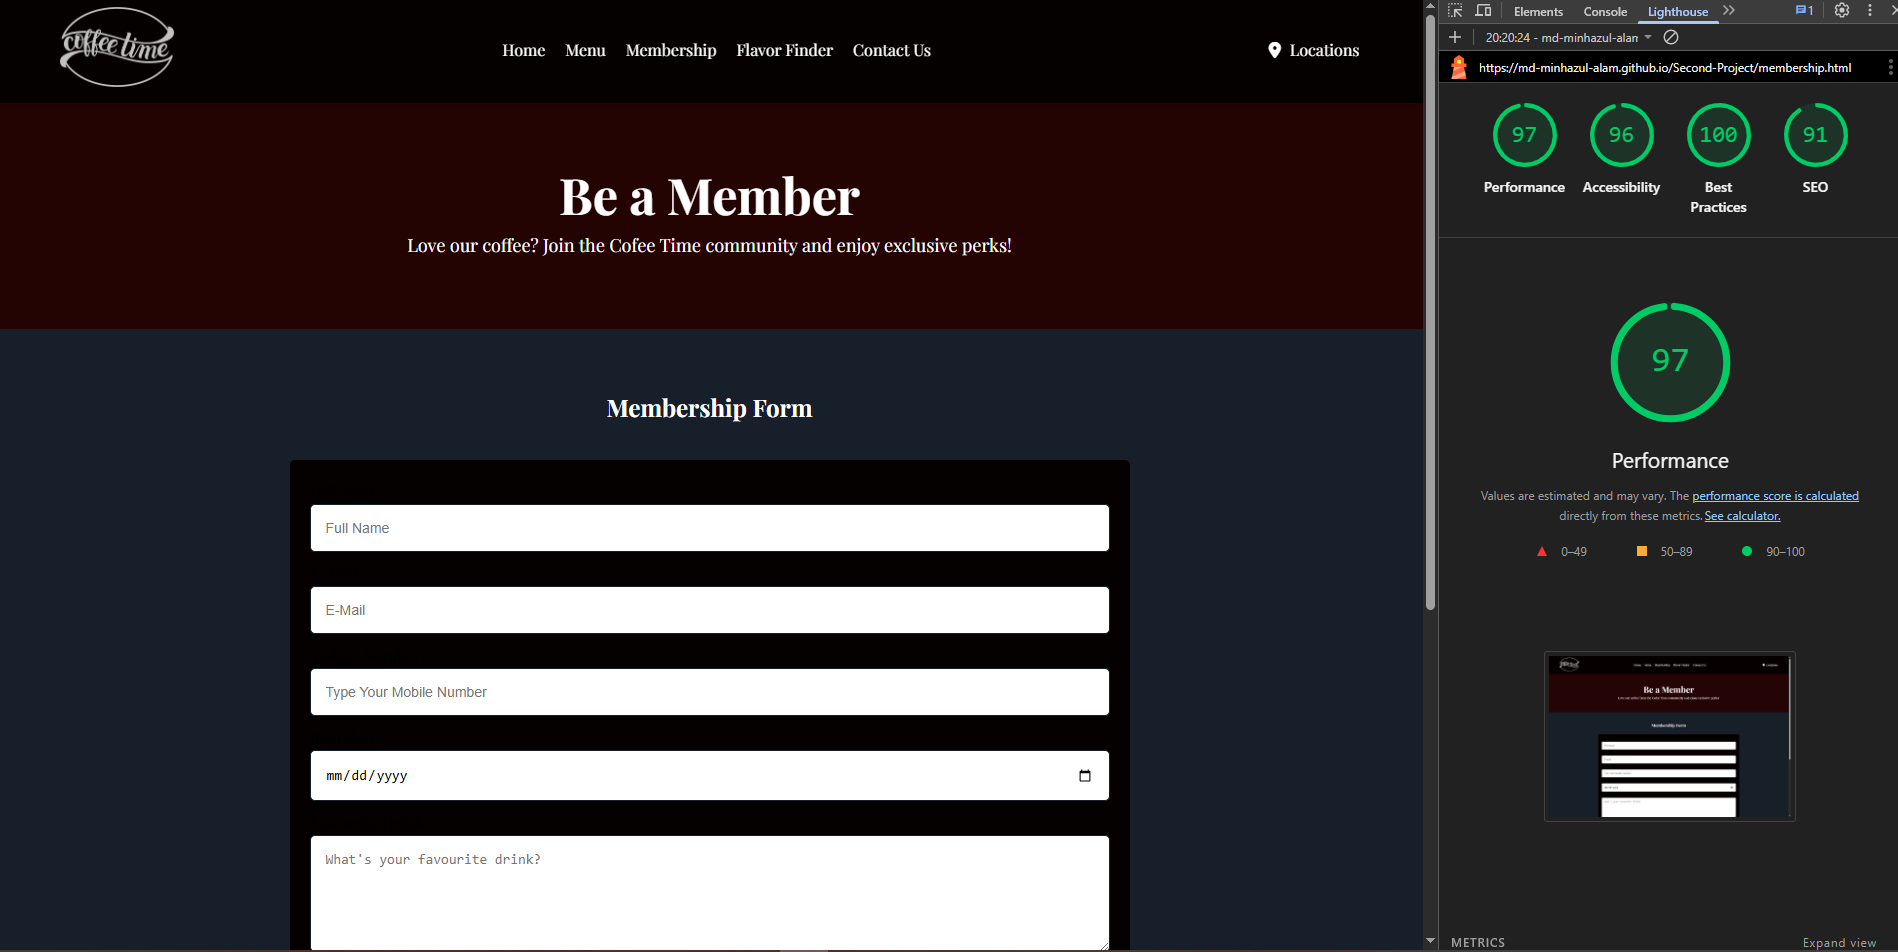 coffee time
Home Menu Membership Flavor Finder Contact Us
Locations
Be a Member
Love our coffee? Join the Cofee Time community and enjoy exclusive perks!
Membership Form
Full Name
E-Mail
Type Your Mobile Number
mm/dd/yyyy
What's your favourite drink?
Elements Console Lighthouse 1
20:20:24 - md-minhazul-alam
https://md-minhazul-alam.github.io/Second-Project/membership.html
97 96 100 91
Performance Accessibility Best Practices SEO
97
Performance
Values are estimated and may vary. The performance score is calculated
directly from these metrics. See calculator.
0–49 50–89 90–100
Be a Member
Membership Form
METRICS Expand view